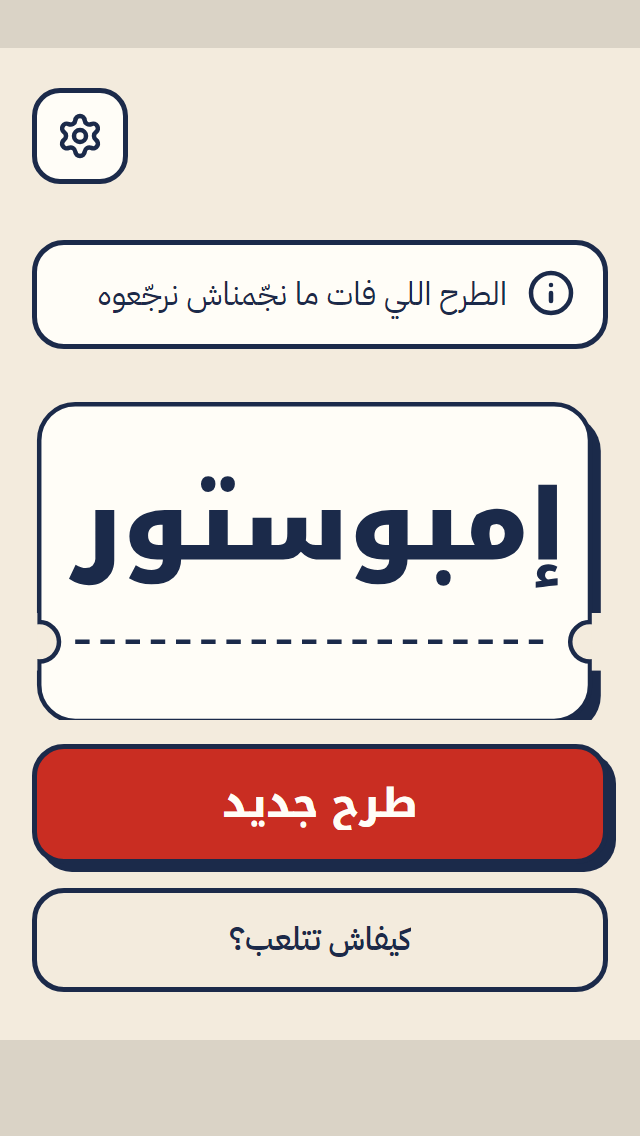 الطرح اللي فات ما نجّمناش نرجّعوه
إمبوستور
طرح جديد
كيفاش تتلعب؟